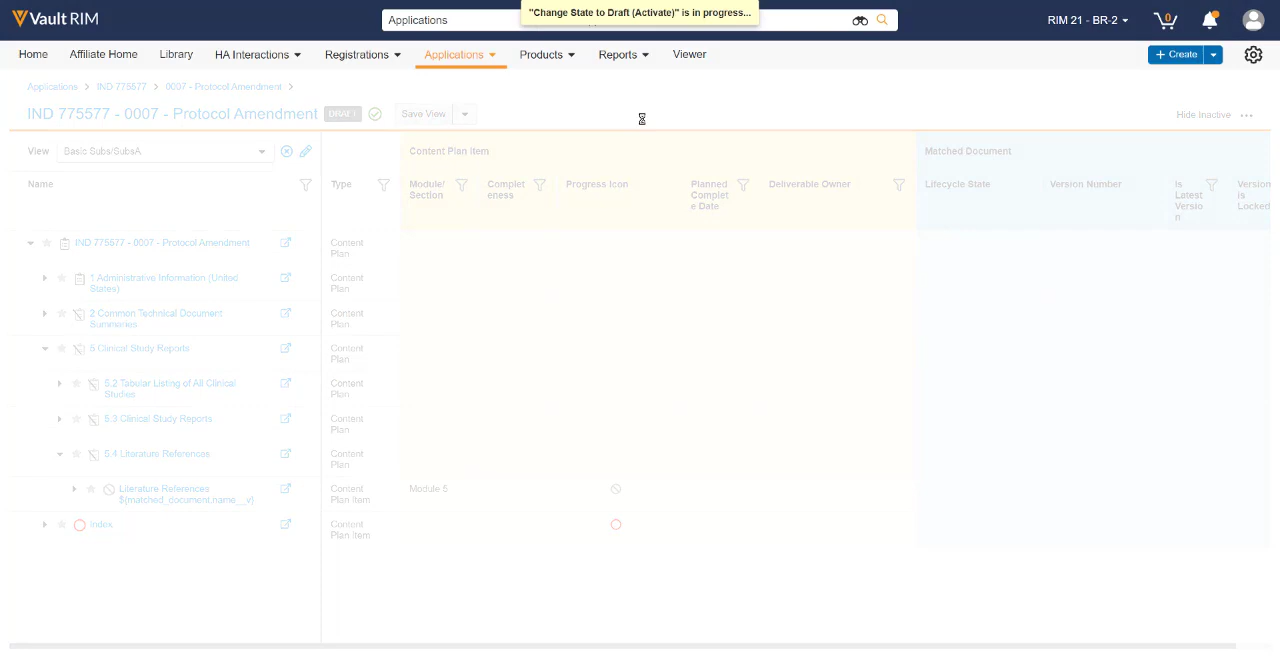 Vault RIM
Applications
"Change State to Draft (Activate)" is in progress...
RIM 21 - BR-2
0
Home
Affiliate Home
Library
HA Interactions
Registrations
Applications
Products
Reports
Viewer
Create
Applications
IND 775577
0007 - Protocol Amendment
IND 775577 - 0007 - Protocol Amendment
DRAFT
Save View
Hide Inactive
View
Basic Subs/SubsA
Content Plan Item
Matched Document
Name
Type
Module/
Section
Complet
eness
Progress Icon
Planned
Complet
e Date
Deliverable Owner
Lifecycle State
Version Number
Is
Latest
Versio
n
Version
is
Locked
IND 775577 - 0007 - Protocol Amendment
Content
Plan
1 Administrative Information (United
States)
Content
Plan
2 Common Technical Document
Summaries
Content
Plan
5 Clinical Study Reports
Content
Plan
5.2 Tabular Listing of All Clinical
Studies
Content
Plan
5.3 Clinical Study Reports
Content
Plan
5.4 Literature References
Content
Plan
Literature References
${matched_document.name__v}
Content
Plan Item
Module 5
Index
Content
Plan Item